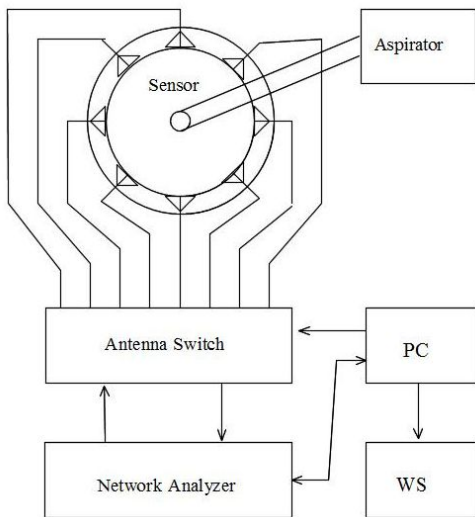 Aspirator
Sensor
Antenna Switch
PC
Network Analyzer
WS